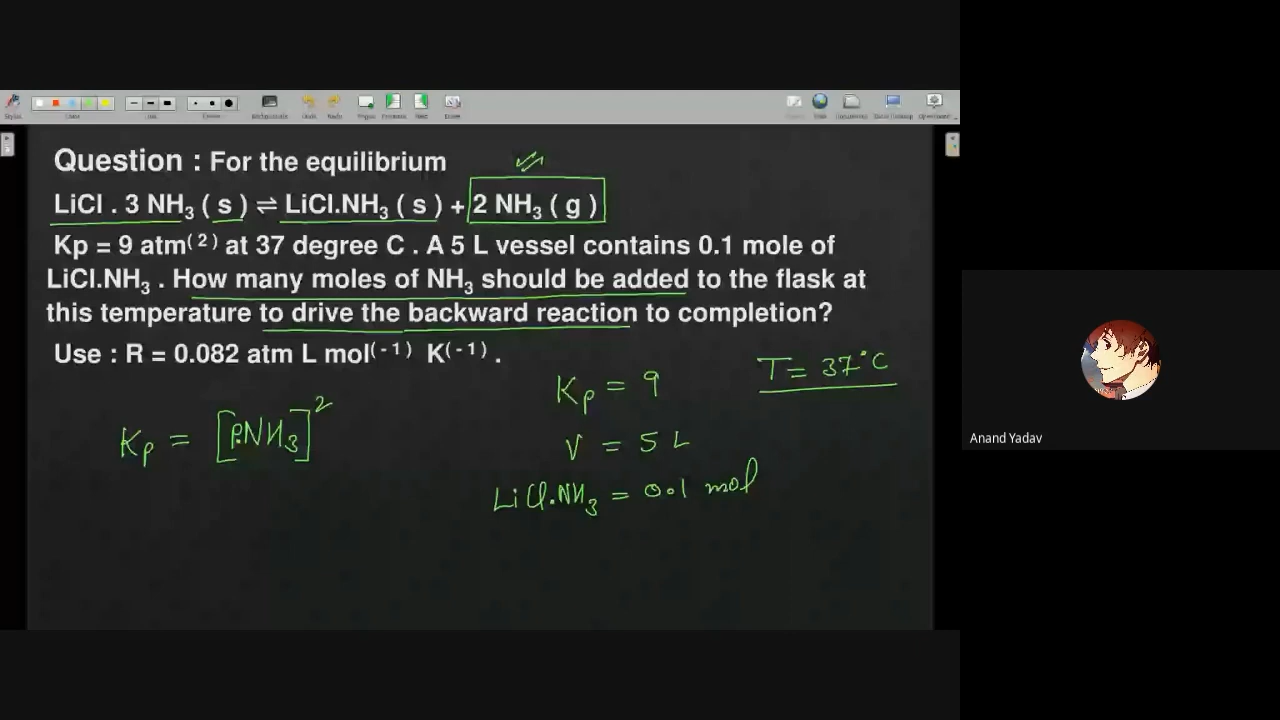 Question : For the equilibrium
LiCl . 3 NH₃ ( s ) ⇌ LiCl.NH₃ ( s ) + 2 NH₃ ( g )
Kp = 9 atm⁽²⁾ at 37 degree C . A 5 L vessel contains 0.1 mole of
LiCl.NH₃ . How many moles of NH₃ should be added to the flask at
this temperature to drive the backward reaction to completion?
Use : R = 0.082 atm L mol⁽⁻¹⁾ K⁽⁻¹⁾ .
T = 37°C
Kp = 9
Kp = [P.NH₃]²
V = 5 L
LiCl.NH₃ = 0.1 mol
Anand Yadav